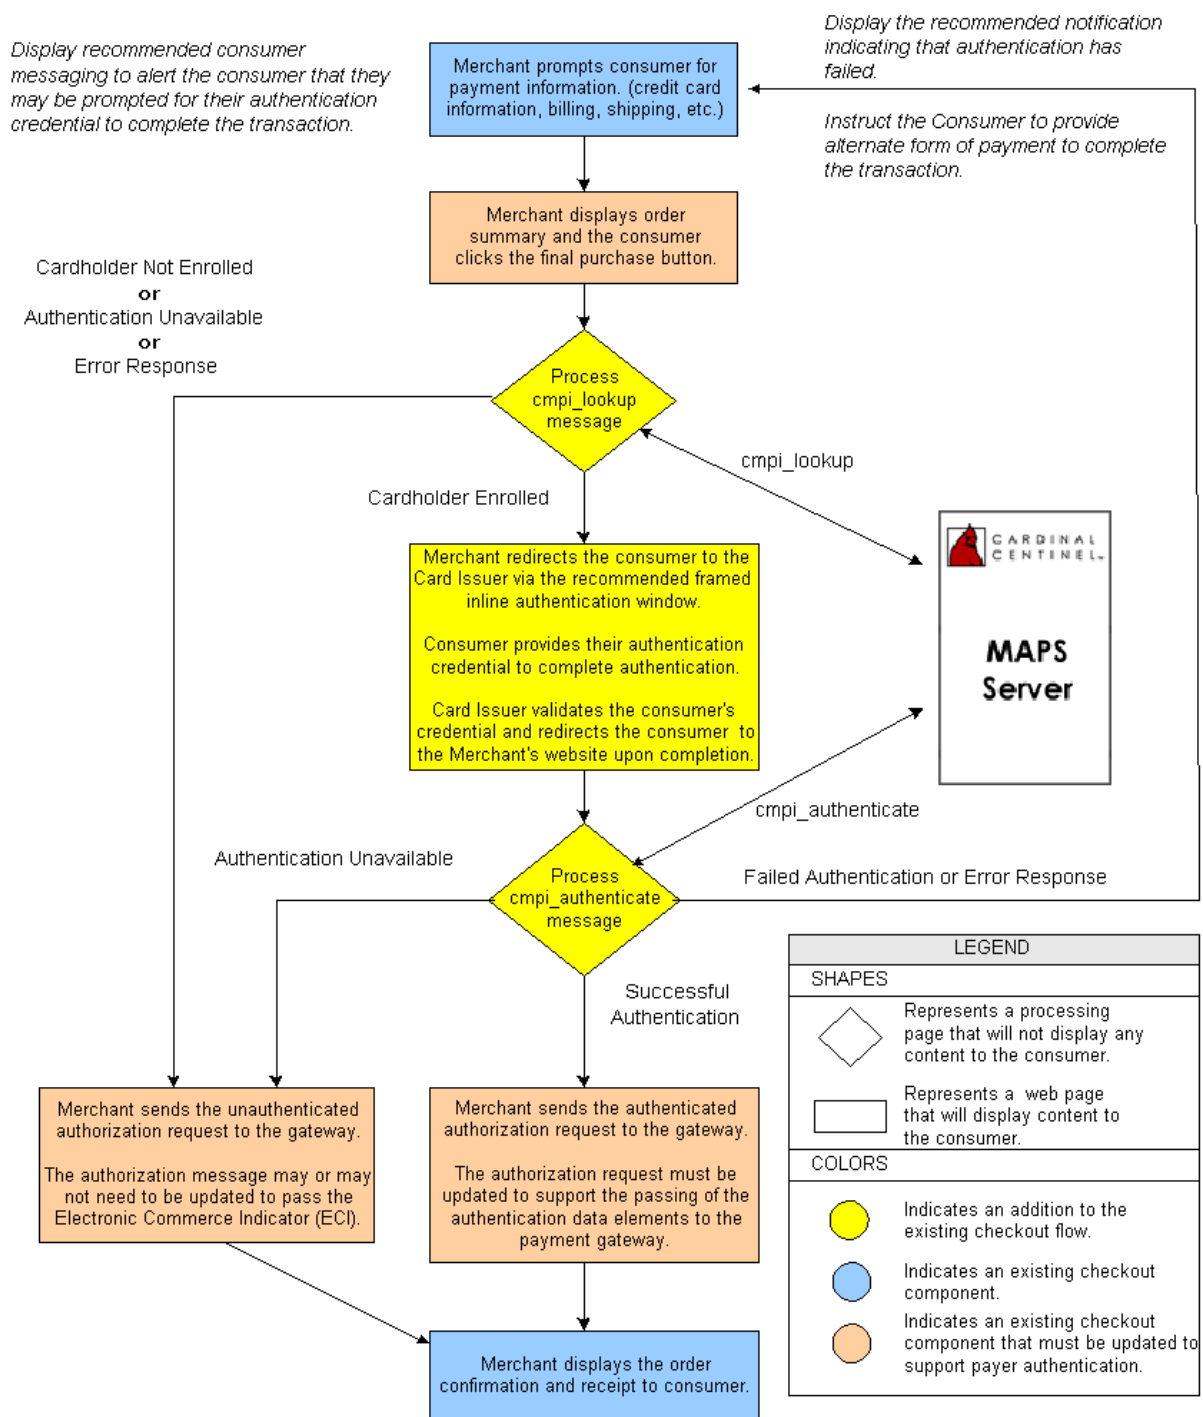 Display recommended consumer
messaging to alert the consumer that they
may be prompted for their authentication
credential to complete the transaction.
Merchant prompts consumer for
payment information. (credit card
information, billing, shipping, etc.)
Display the recommended notification
indicating that authentication has
failed.
Instruct the Consumer to provide
alternate form of payment to complete
the transaction.
Merchant displays order
summary and the consumer
clicks the final purchase button.
Cardholder Not Enrolled
or
Authentication Unavailable
or
Error Response
Process
cmpi_lookup
message
cmpi_lookup
Cardholder Enrolled
Merchant redirects the consumer to the
Card Issuer via the recommended framed
inline authentication window.
Consumer provides their authentication
credential to complete authentication.
Card Issuer validates the consumer's
credential and redirects the consumer to
the Merchant's website upon completion.
CARDINAL
CENTINEL™
MAPS
Server
cmpi_authenticate
Authentication Unavailable
Process
cmpi_authenticate
message
Failed Authentication or Error Response
Successful
Authentication
Merchant sends the unauthenticated
authorization request to the gateway.
The authorization message may or may
not need to be updated to pass the
Electronic Commerce Indicator (ECI).
Merchant sends the authenticated
authorization request to the gateway.
The authorization request must be
updated to support the passing of the
authentication data elements to the
payment gateway.
Merchant displays the order
confirmation and receipt to consumer.
LEGEND
SHAPES
Represents a processing
page that will not display any
content to the consumer.
Represents a web page
that will display content to
the consumer.
COLORS
Indicates an addition to the
existing checkout flow.
Indicates an existing checkout
component.
Indicates an existing checkout
component that must be updated to
support payer authentication.